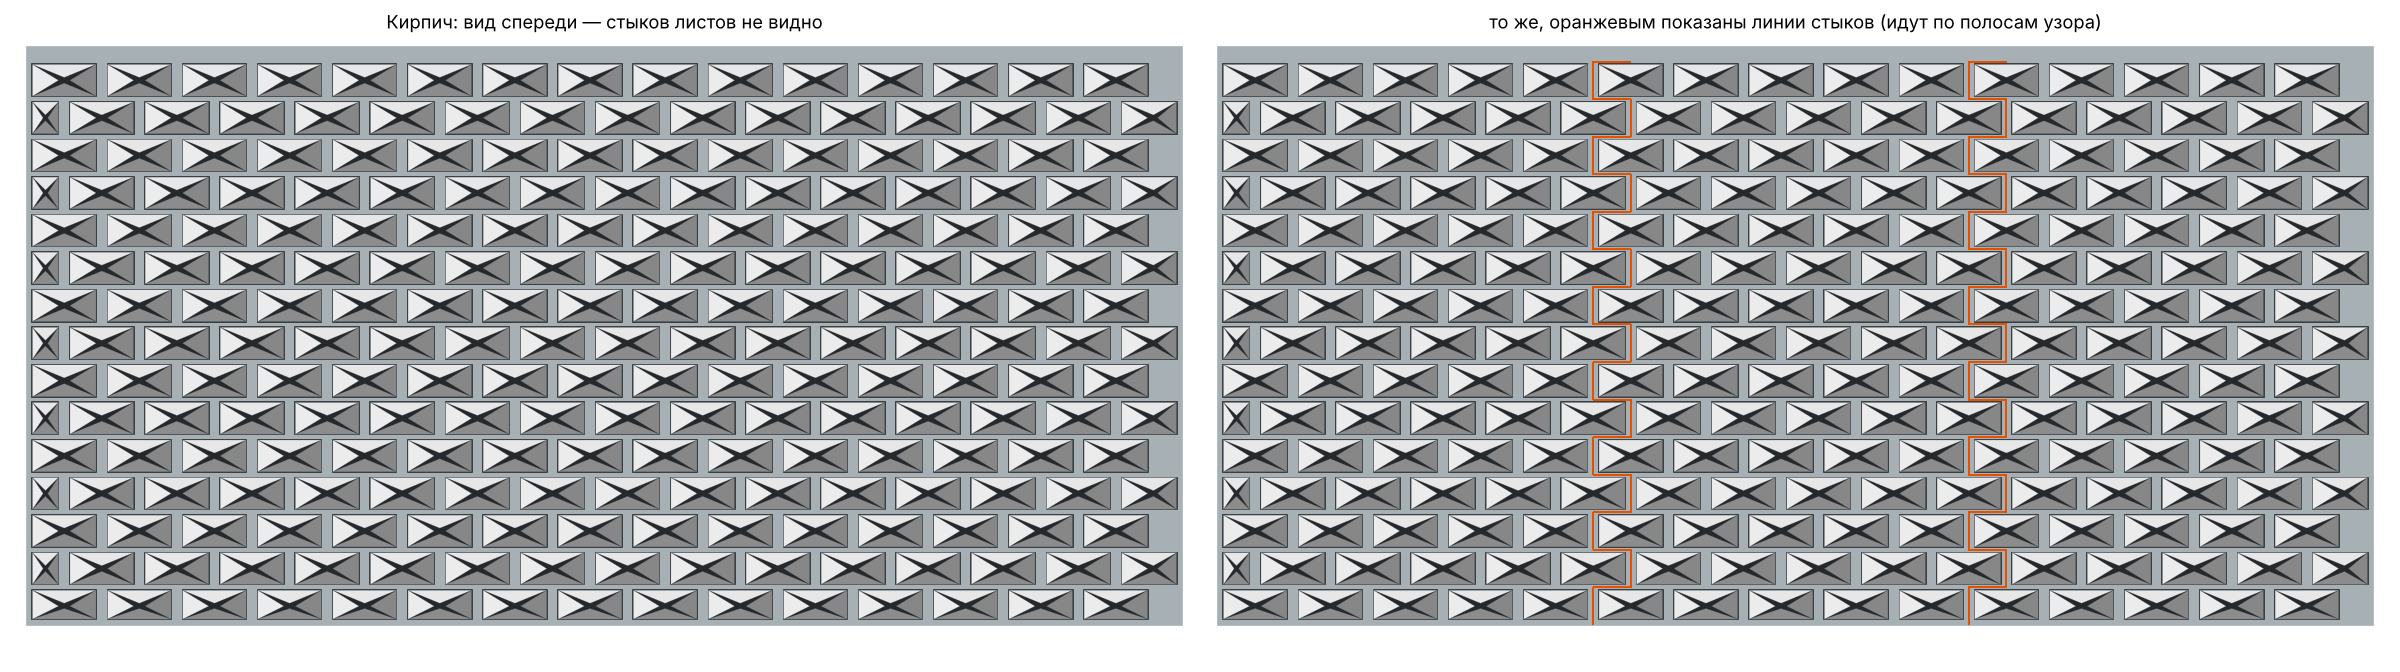 Кирпич: вид спереди — стыков листов не видно
то же, оранжевым показаны линии стыков (идут по полосам узора)